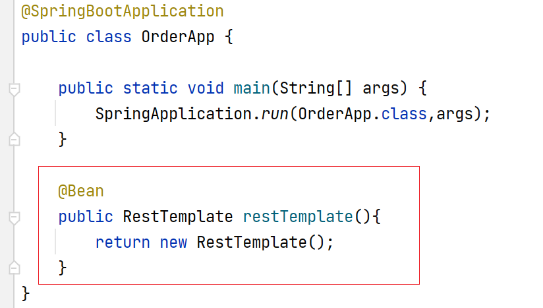 @SpringBootApplication
public class OrderApp {
public static void main(String[] args) {
SpringApplication.run(OrderApp.class,args);
}
@Bean
public RestTemplate restTemplate(){
return new RestTemplate();
}
}